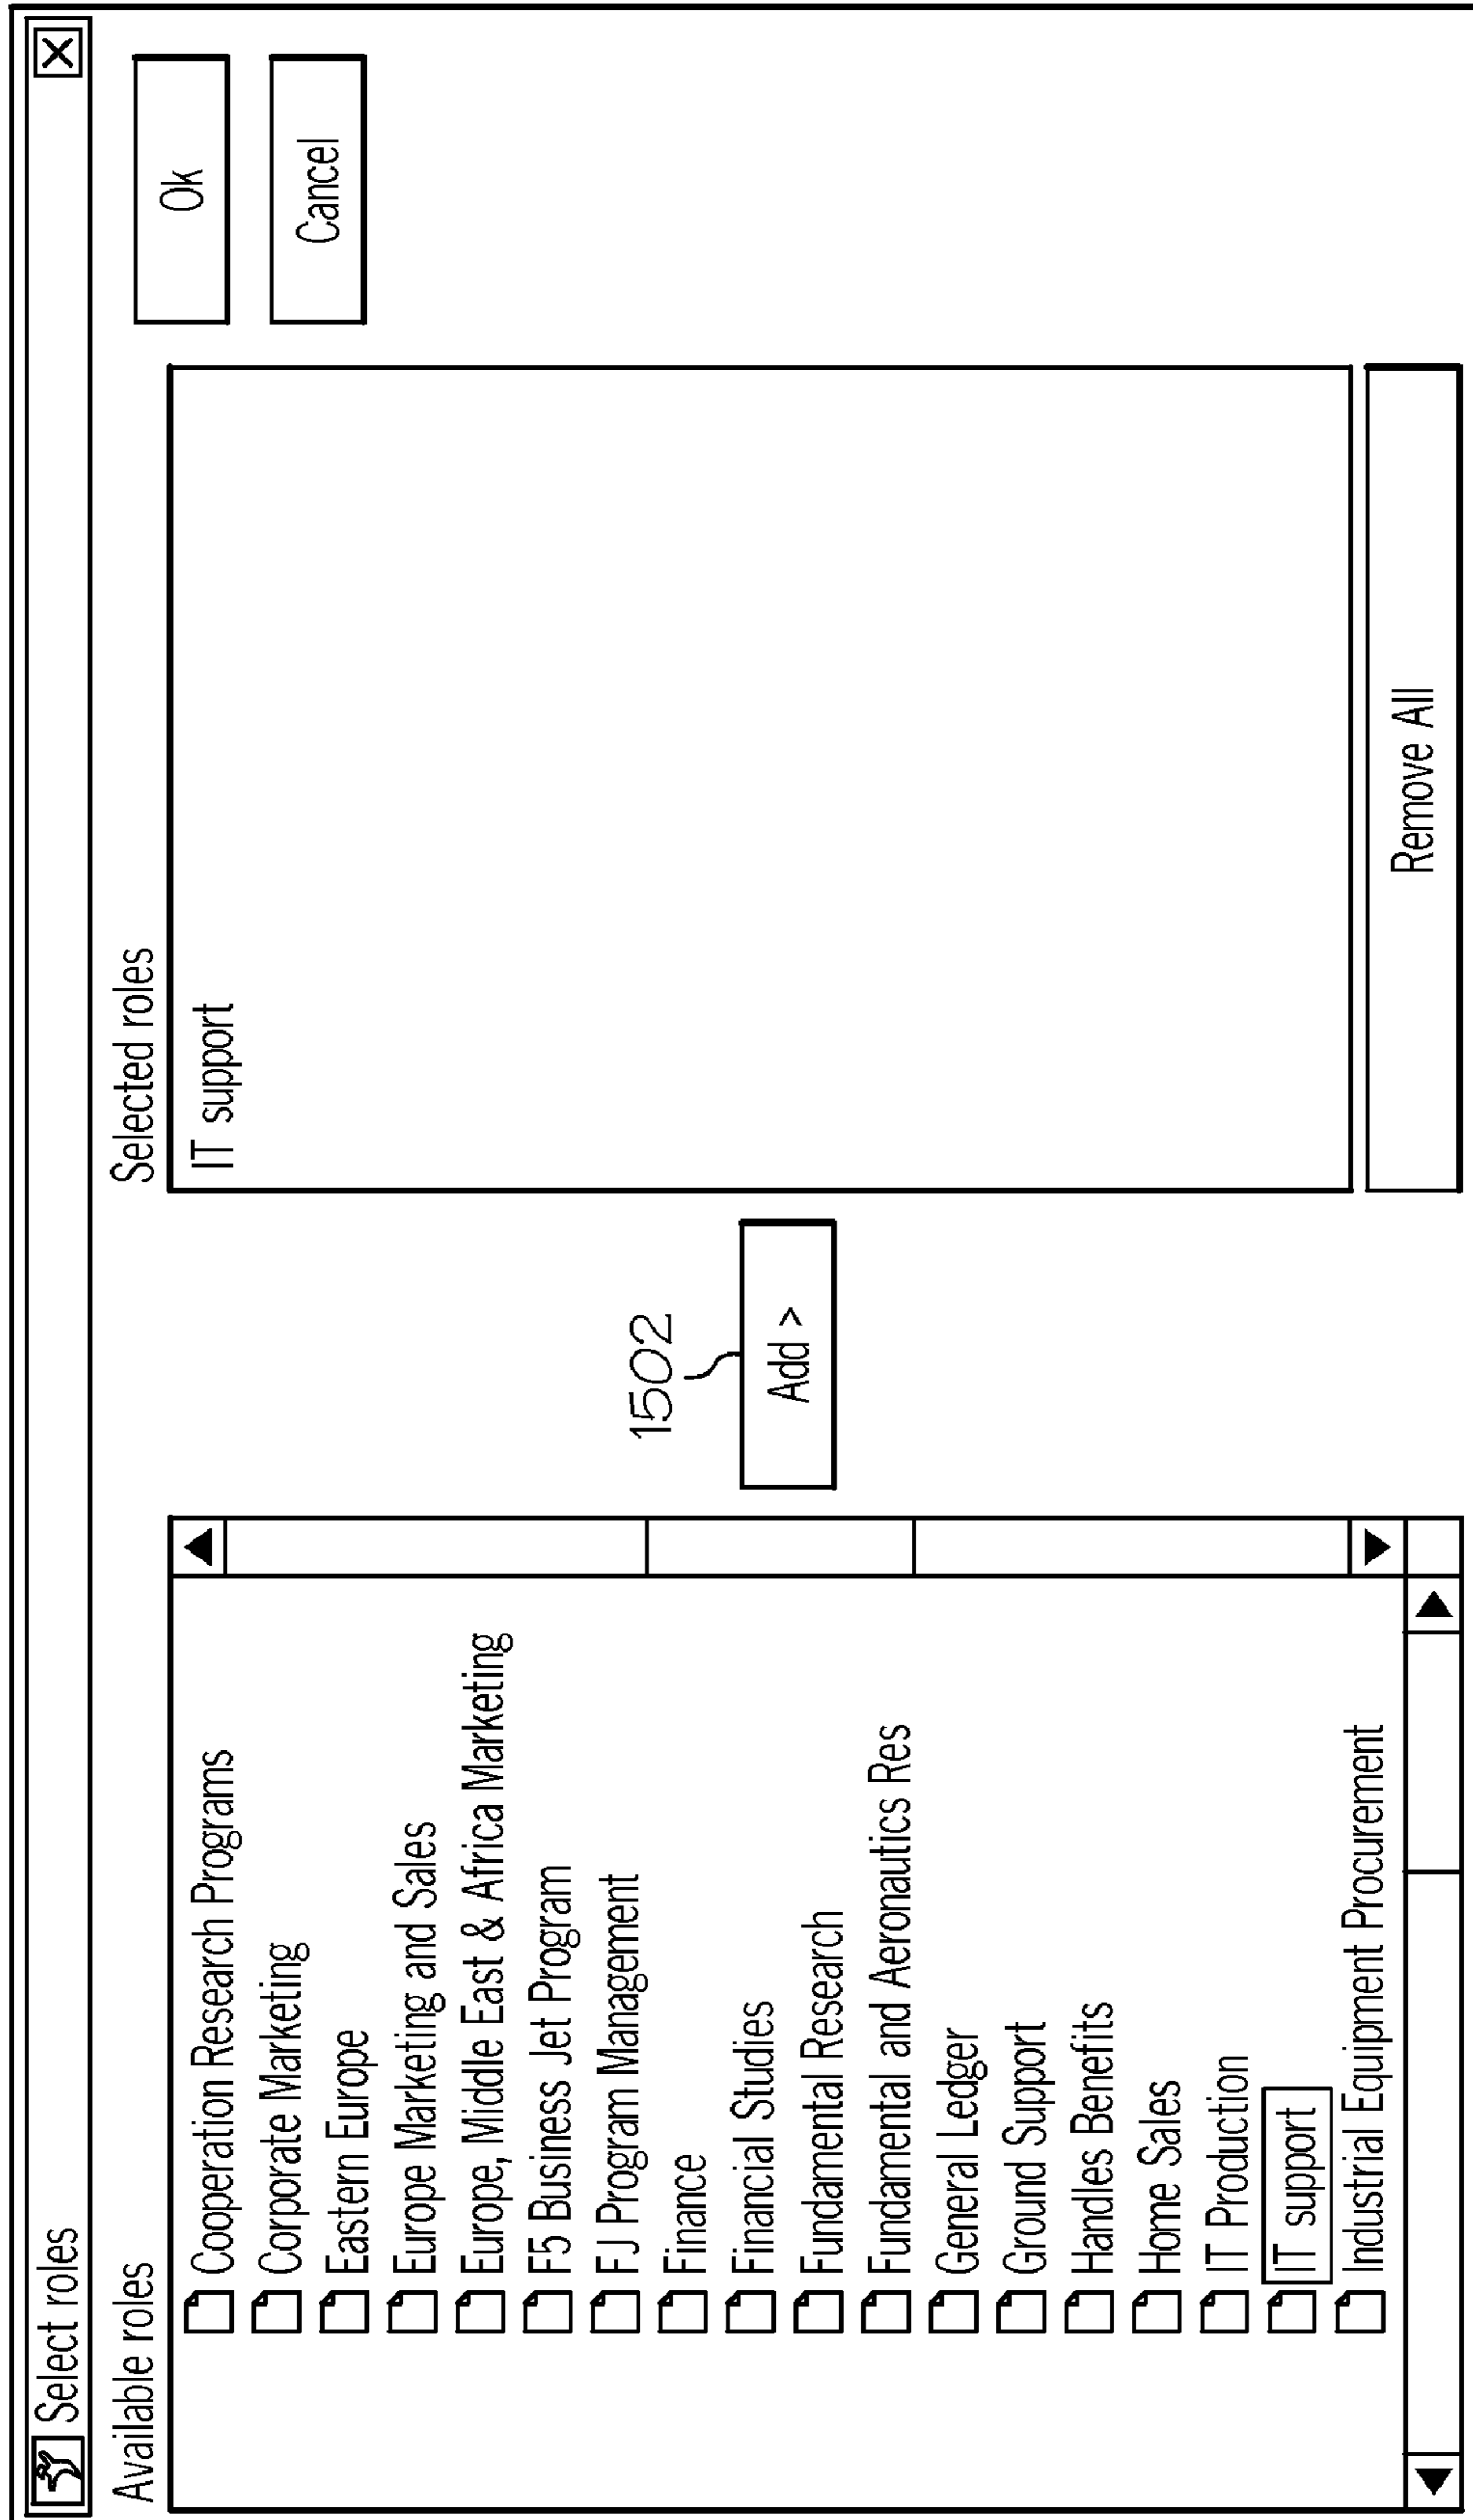 Select roles
Available roles
Cooperation Research Programs
Corporate Marketing
Eastern Europe
Europe Marketing and Sales
Europe, Middle East & Africa Marketing
F5 Business Jet Program
FJ Program Management
Finance
Financial Studies
Fundamental Research
Fundamental and Aeronautics Res
General Ledger
Ground Support
Handles Benefits
Home Sales
IT Production
IT support
Industrial Equipment Procurement
1502
Add >
Selected roles
IT support
Remove All
Ok
Cancel